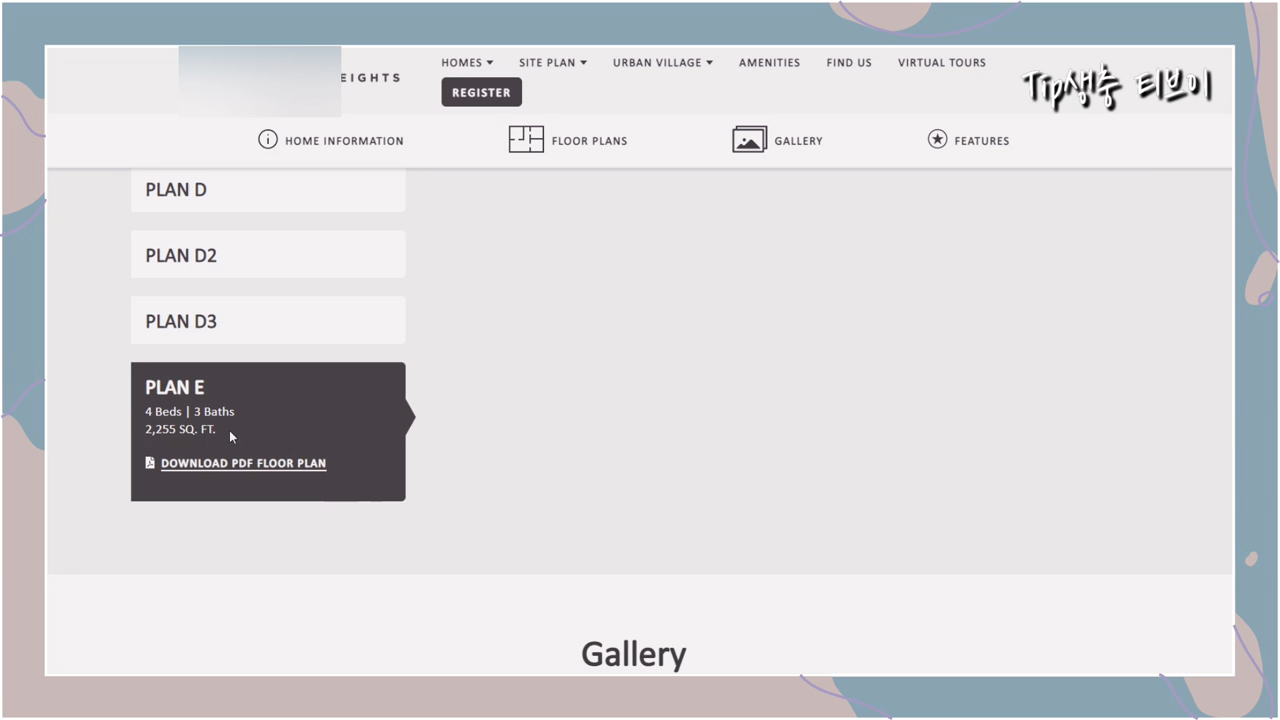 EIGHTS
HOMES
SITE PLAN
URBAN VILLAGE
AMENITIES
FIND US
VIRTUAL TOURS
REGISTER
Tip생충 티브이
HOME INFORMATION
FLOOR PLANS
GALLERY
FEATURES
PLAN D
PLAN D2
PLAN D3
PLAN E
4 Beds | 3 Baths
2,255 SQ. FT.
DOWNLOAD PDF FLOOR PLAN
Gallery